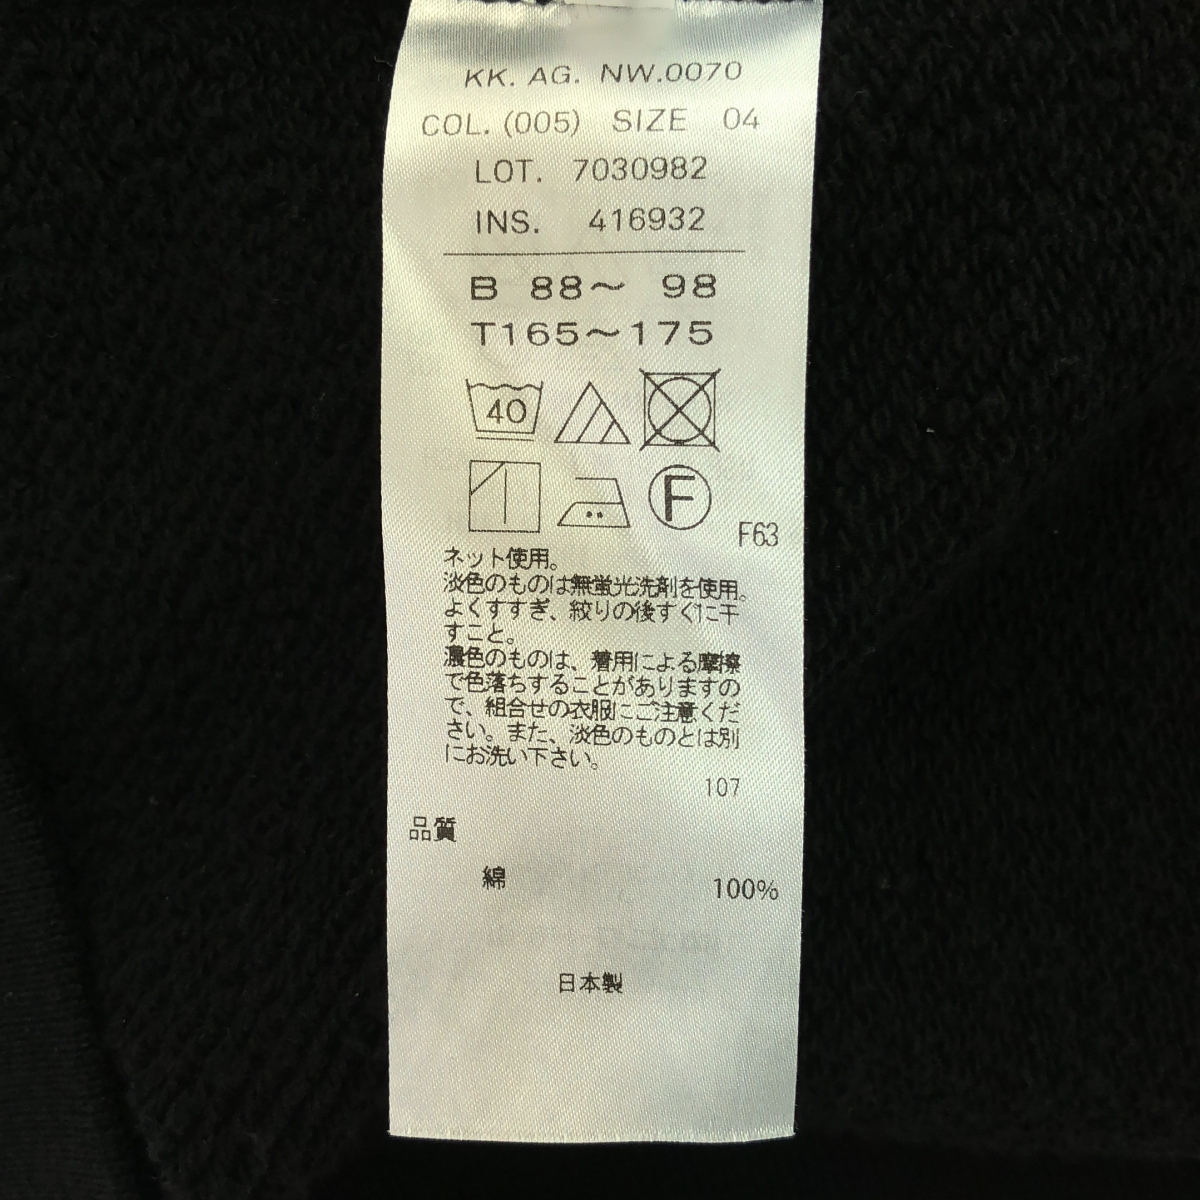 KK. AG. NW.0070
COL. (005) SIZE 04
LOT. 7030982
INS. 416932
B 88～ 98
T165～175
40
F
F63
ネット使用。
淡色のものは無蛍光洗剤を使用。
よくすすぎ、絞りの後すぐに干
すこと。
濃色のものは、着用による摩擦
で色落ちすることがありますの
で、組合せの衣服にご注意くだ
さい。また、淡色のものとは別
にお洗い下さい。
107
品質
綿 100%
日本製